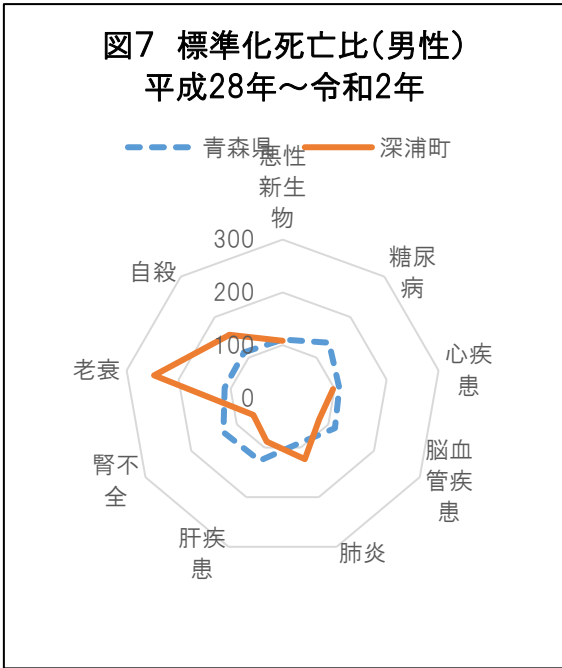 図7 標準化死亡比(男性)
平成28年～令和2年
青森県
深浦町
悪性
新生
物
糖尿
病
心疾
患
脳血
管疾
患
肺炎
肝疾
患
腎不
全
老衰
自殺
300
200
100
0